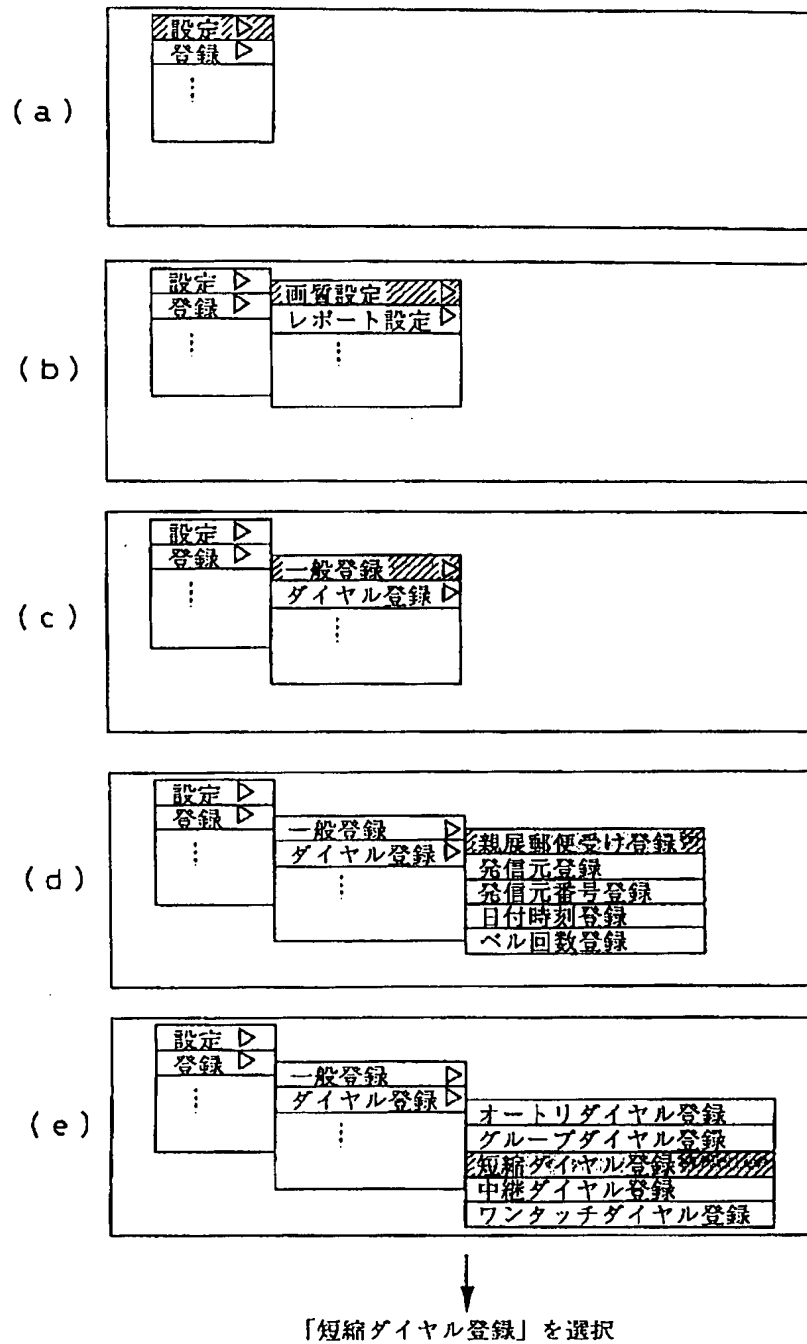 (a)
設定 ▷
登録 ▷
⋮
(b)
設定 ▷
登録 ▷
⋮
画質設定 ▷
レポート設定 ▷
⋮
(c)
設定 ▷
登録 ▷
⋮
一般登録 ▷
ダイヤル登録 ▷
⋮
(d)
設定 ▷
登録 ▷
⋮
一般登録 ▷
ダイヤル登録 ▷
⋮
親展郵便受け登録
発信元登録
発信元番号登録
日付時刻登録
ベル回数登録
(e)
設定 ▷
登録 ▷
⋮
一般登録 ▷
ダイヤル登録 ▷
⋮
オートリダイヤル登録
グループダイヤル登録
短縮ダイヤル登録
中継ダイヤル登録
ワンタッチダイヤル登録
「短縮ダイヤル登録」を選択